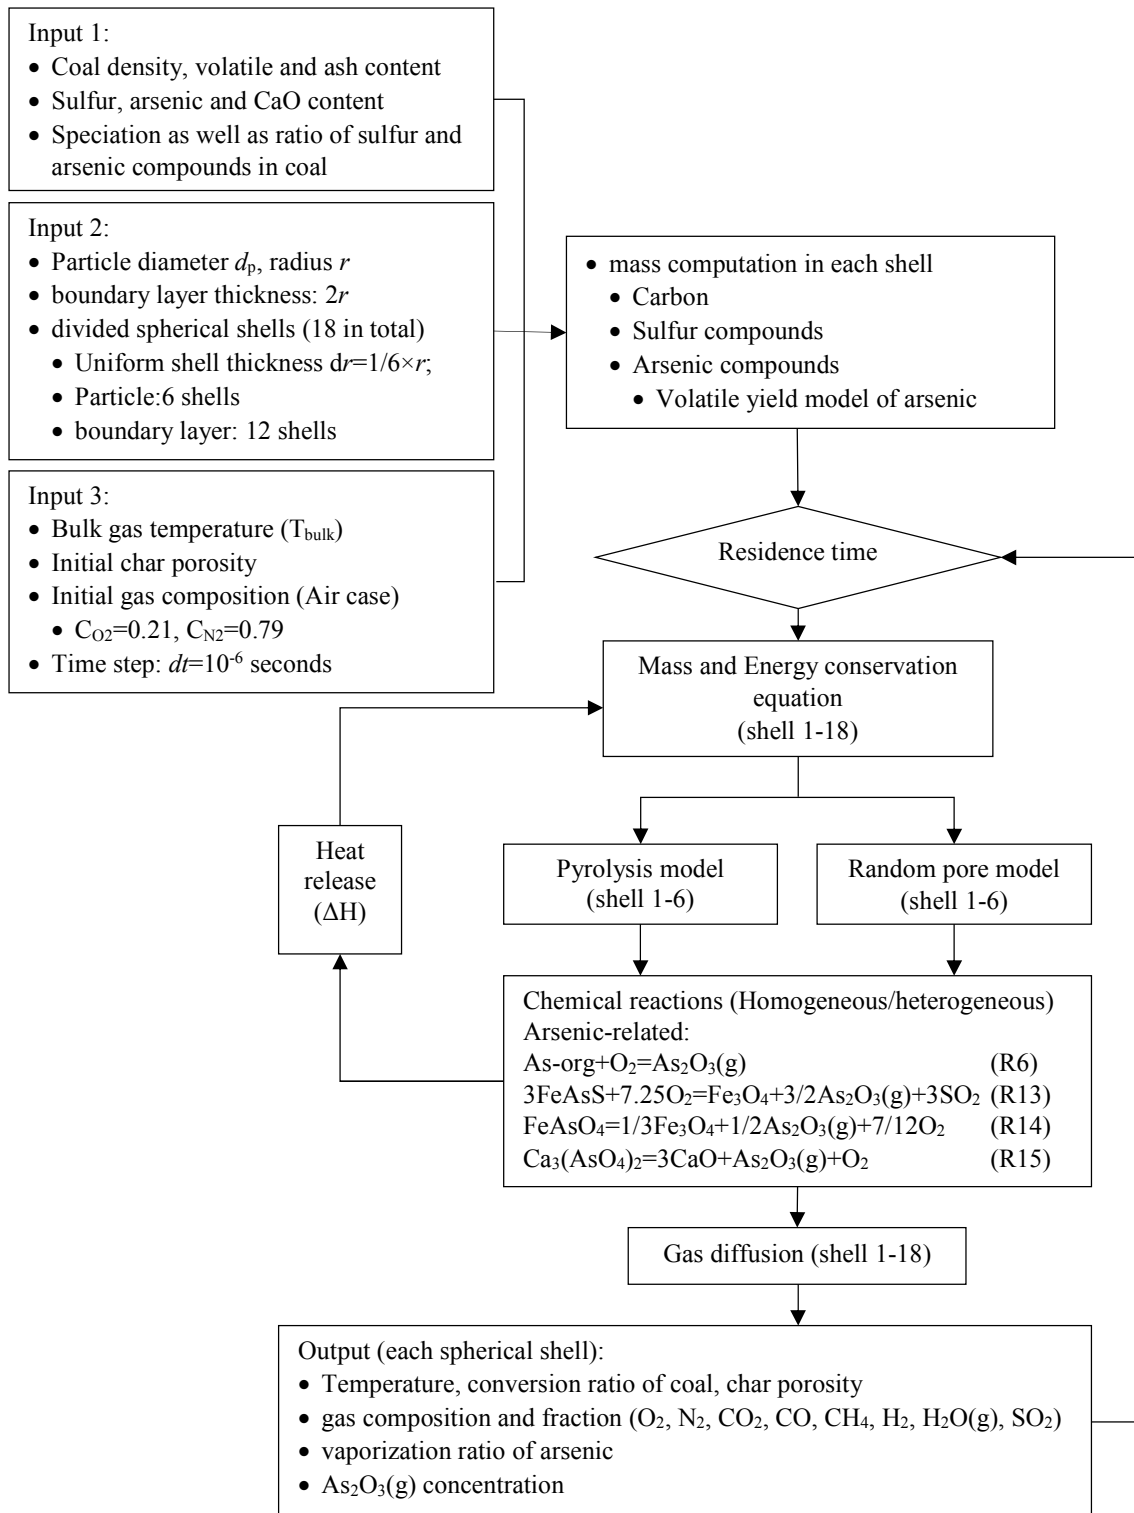 Input 1:
• Coal density, volatile and ash content
• Sulfur, arsenic and CaO content
• Speciation as well as ratio of sulfur and
arsenic compounds in coal
Input 2:
• Particle diameter dₚ, radius r
• boundary layer thickness: 2r
• divided spherical shells (18 in total)
• Uniform shell thickness dr=1/6×r;
• Particle:6 shells
• boundary layer: 12 shells
Input 3:
• Bulk gas temperature (T_bulk)
• Initial char porosity
• Initial gas composition (Air case)
• C_O2=0.21, C_N2=0.79
• Time step: dt=10⁻⁶ seconds
• mass computation in each shell
• Carbon
• Sulfur compounds
• Arsenic compounds
• Volatile yield model of arsenic
Residence time
Mass and Energy conservation
equation
(shell 1-18)
Pyrolysis model
(shell 1-6)
Random pore model
(shell 1-6)
Heat
release
(ΔH)
Chemical reactions (Homogeneous/heterogeneous)
Arsenic-related:
As-org+O₂=As₂O₃(g) (R6)
3FeAsS+7.25O₂=Fe₃O₄+3/2As₂O₃(g)+3SO₂ (R13)
FeAsO₄=1/3Fe₃O₄+1/2As₂O₃(g)+7/12O₂ (R14)
Ca₃(AsO₄)₂=3CaO+As₂O₃(g)+O₂ (R15)
Gas diffusion (shell 1-18)
Output (each spherical shell):
• Temperature, conversion ratio of coal, char porosity
• gas composition and fraction (O₂, N₂, CO₂, CO, CH₄, H₂, H₂O(g), SO₂)
• vaporization ratio of arsenic
• As₂O₃(g) concentration